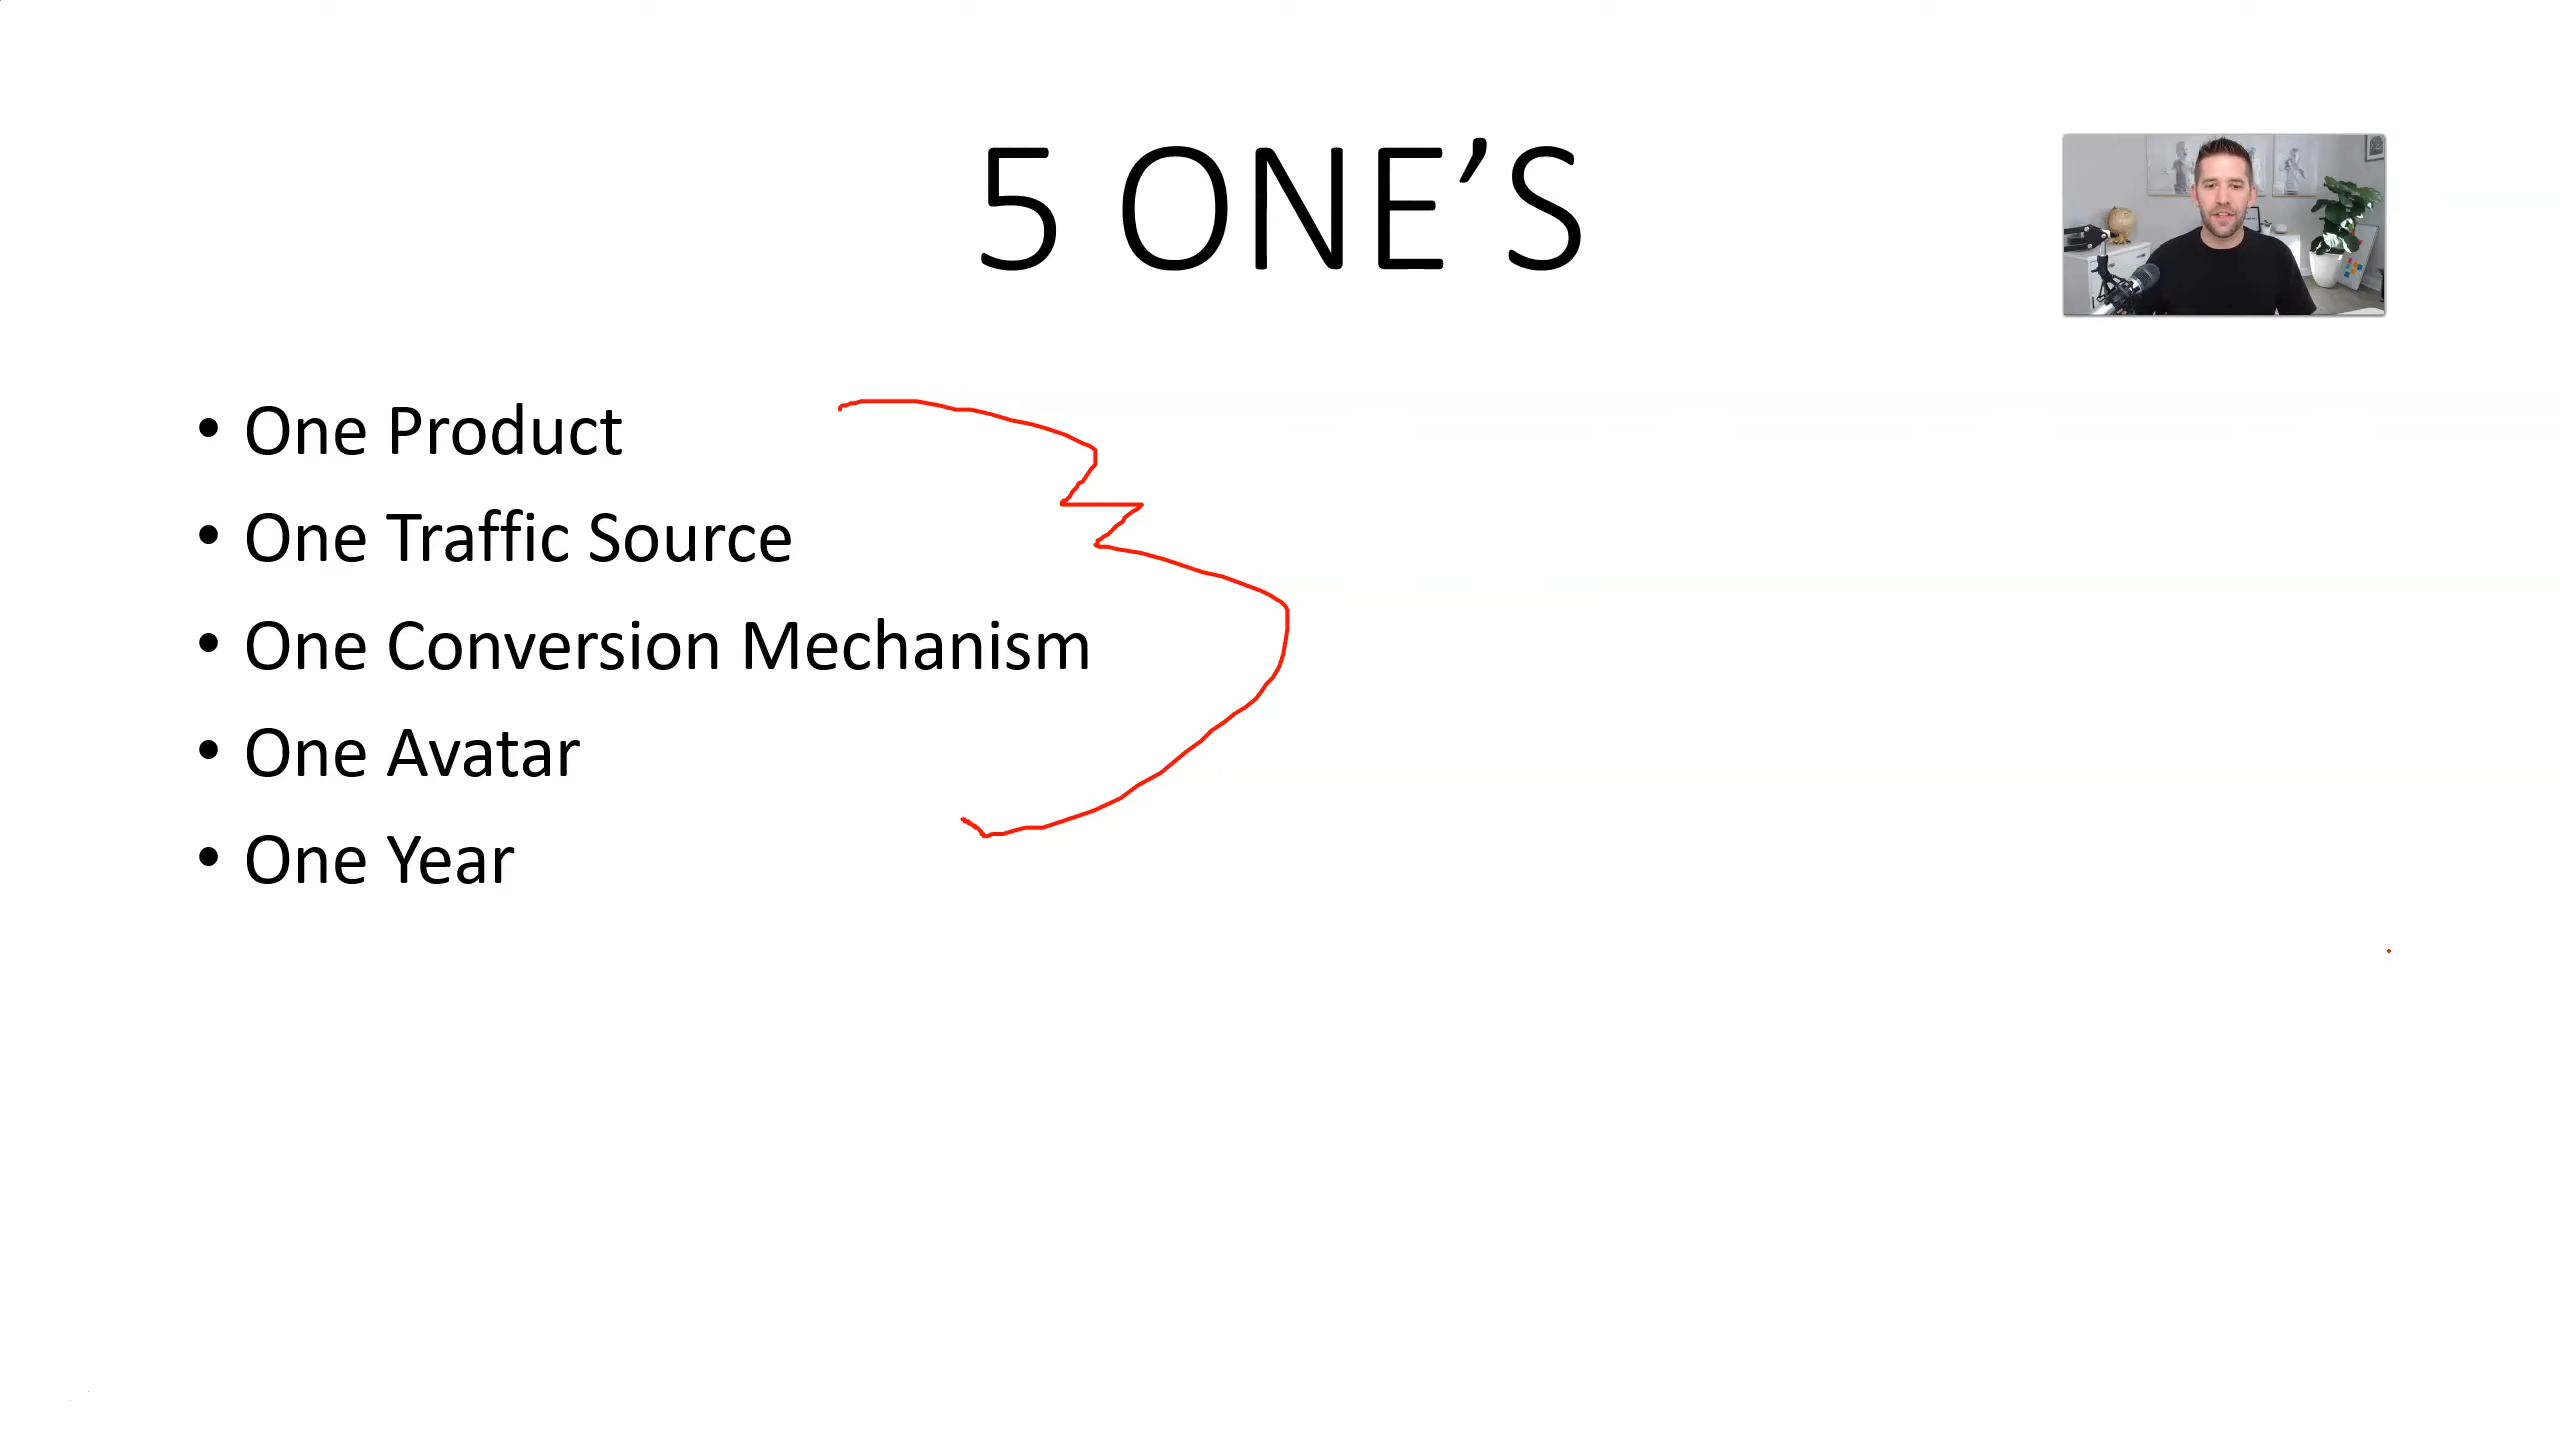 5 ONE’S
• One Product
• One Traffic Source
• One Conversion Mechanism
• One Avatar
• One Year